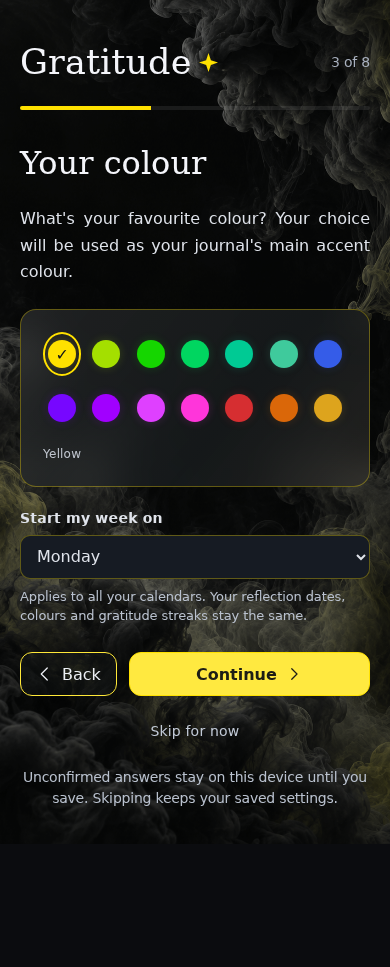 Gratitude
3 of 8
Your colour
What's your favourite colour? Your choice
will be used as your journal's main accent
colour.
✓
Yellow
Start my week on
Monday
Applies to all your calendars. Your reflection dates,
colours and gratitude streaks stay the same.
Back
Continue
Skip for now
Unconfirmed answers stay on this device until you
save. Skipping keeps your saved settings.